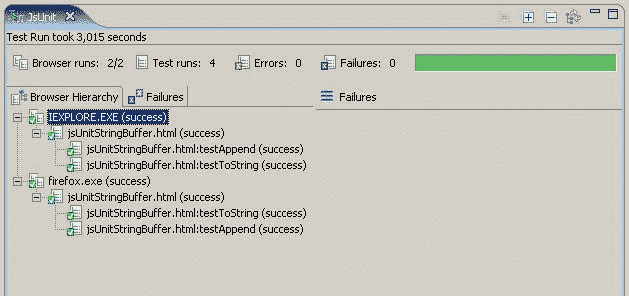 JsUnit
Test Run took 3,015 seconds
Browser runs: 2/2 Test runs: 4 Errors: 0 Failures: 0
Browser Hierarchy Failures Failures
IEXPLORE.EXE (success)
jsUnitStringBuffer.html (success)
jsUnitStringBuffer.html:testAppend (success)
jsUnitStringBuffer.html:testToString (success)
firefox.exe (success)
jsUnitStringBuffer.html (success)
jsUnitStringBuffer.html:testToString (success)
jsUnitStringBuffer.html:testAppend (success)